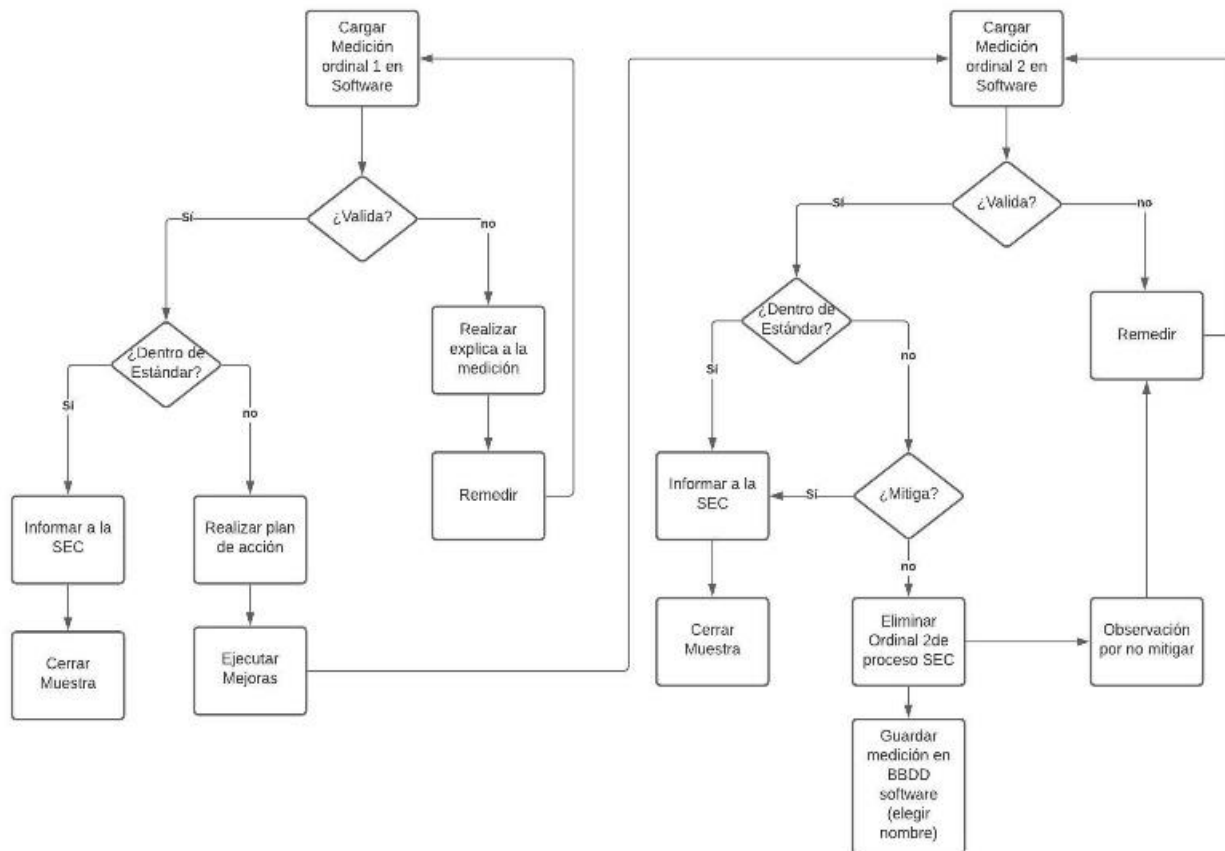 Cargar
Medición
ordinal 1 en
Software
¿Valida?
Sí
no
¿Dentro de
Estándar?
Sí
no
Realizar
explica a la
medición
Remedir
Informar a la
SEC
Realizar plan
de acción
Cerrar
Muestra
Ejecutar
Mejoras
Cargar
Medición
ordinal 2 en
Software
¿Valida?
Sí
no
¿Dentro de
Estándar?
Sí
no
Remedir
Informar a la
SEC
Sí
¿Mitiga?
no
Cerrar
Muestra
Eliminar
Ordinal 2de
proceso SEC
Observación
por no mitigar
Guardar
medición en
BBDD
software
(elegir
nombre)